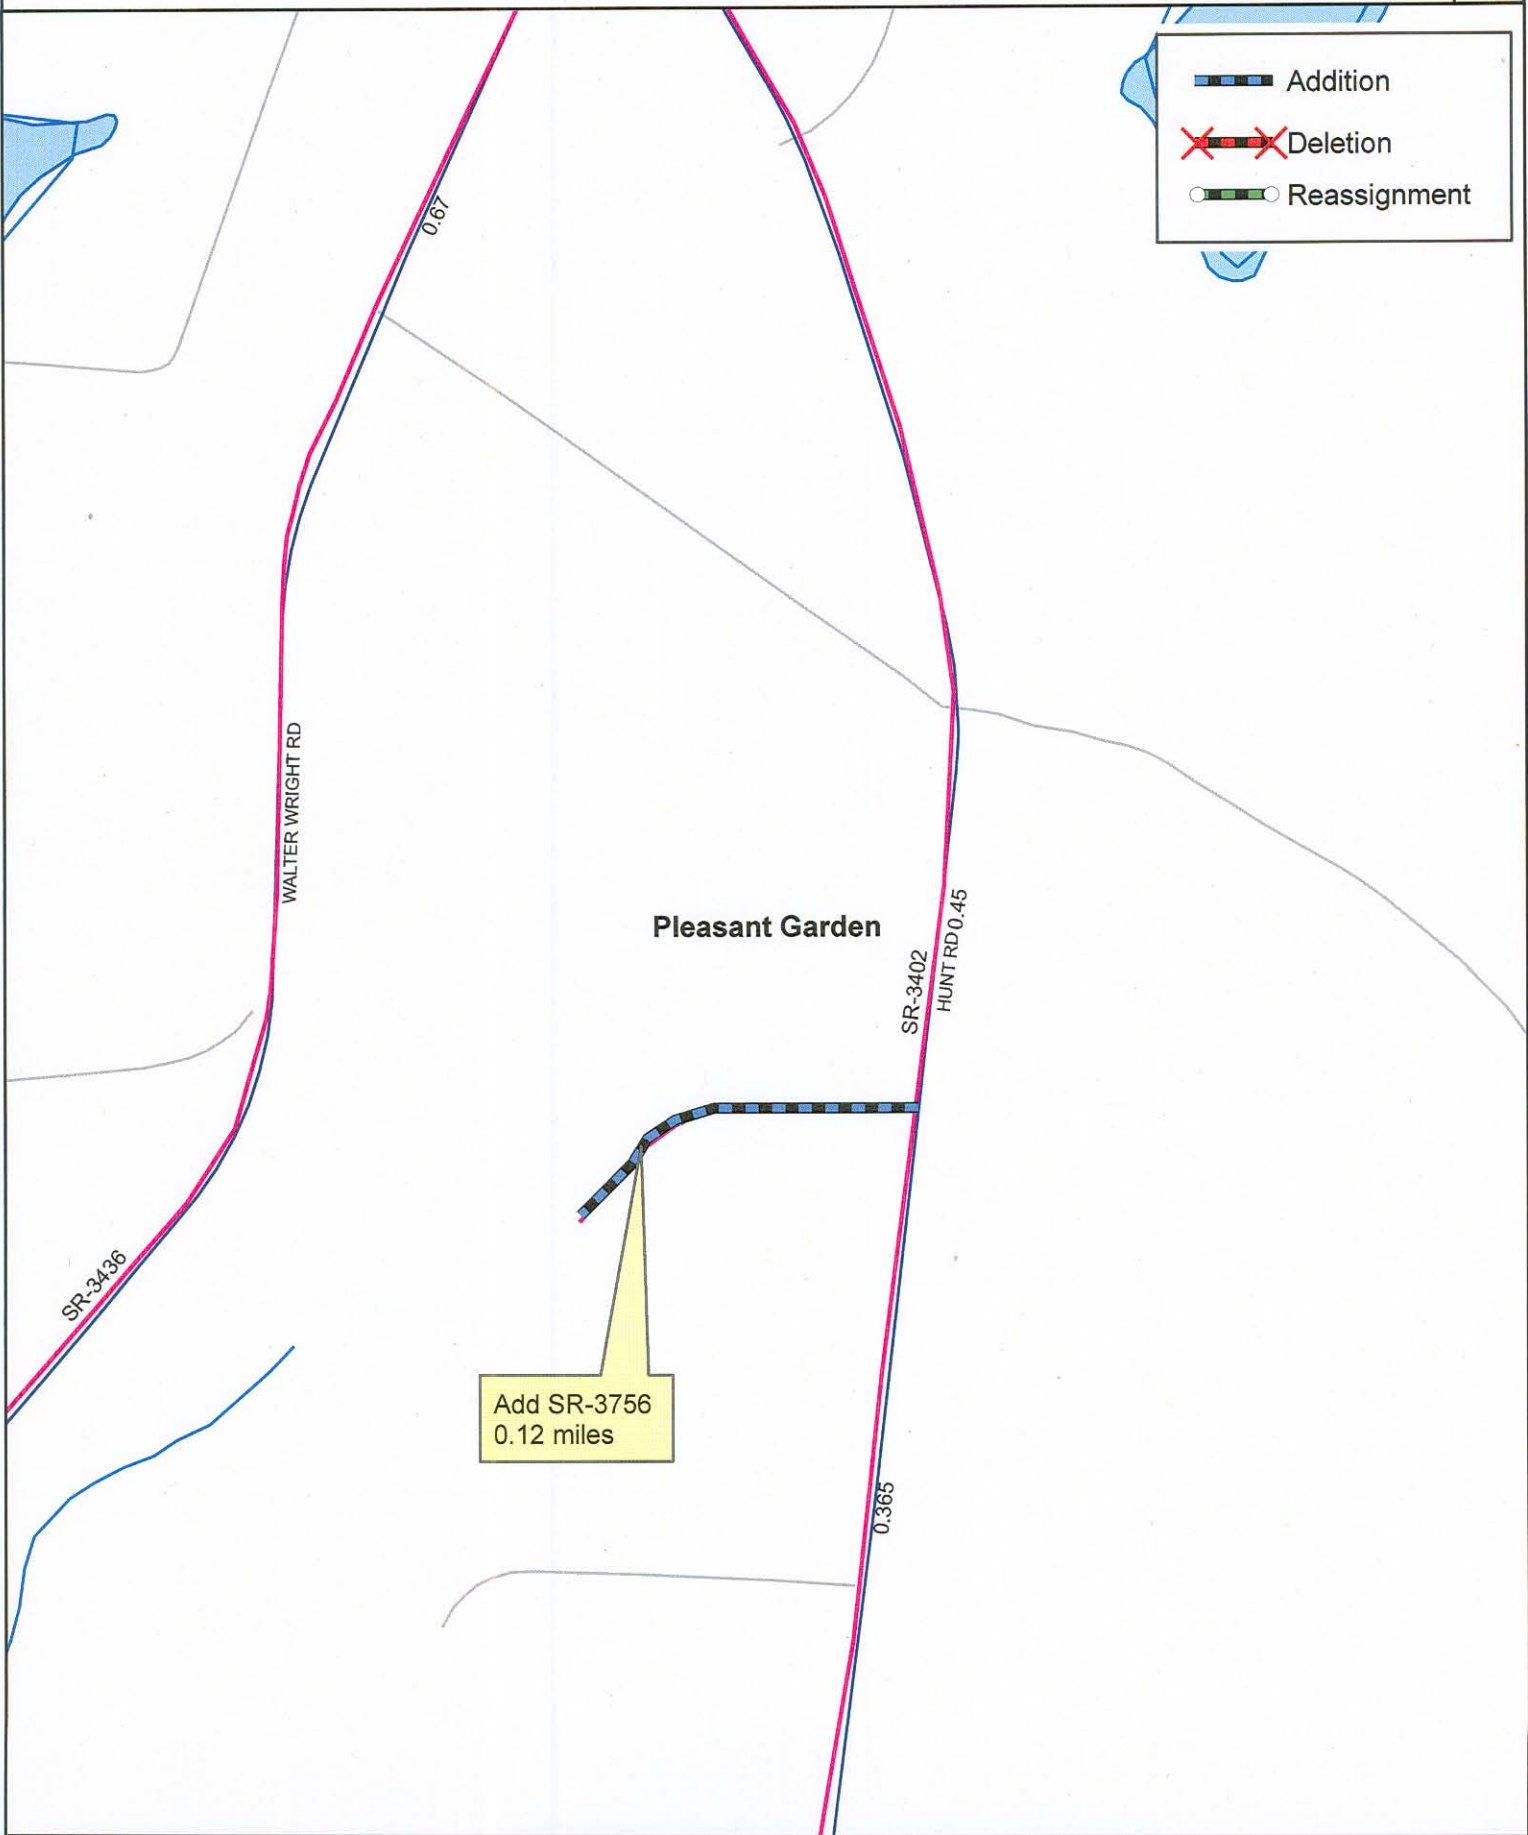 Addition
Deletion
Reassignment
0.67
WALTER WRIGHT RD
Pleasant Garden
SR-3402
HUNT RD 0.45
SR-3436
Add SR-3756
0.12 miles
0.365